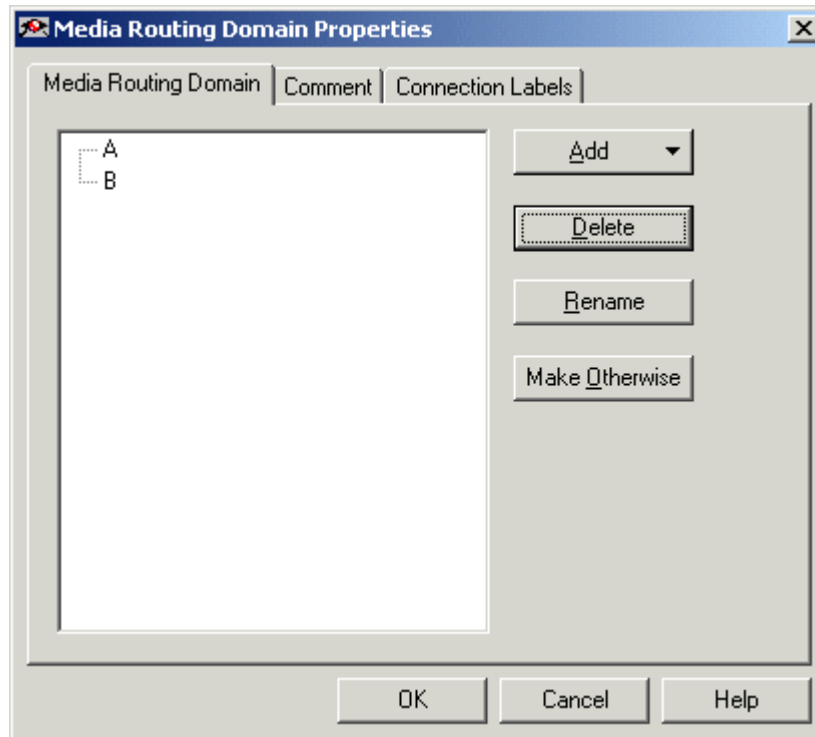 Media Routing Domain Properties
Media Routing Domain Comment Connection Labels
A
B
Add
Delete
Rename
Make Otherwise
OK Cancel Help